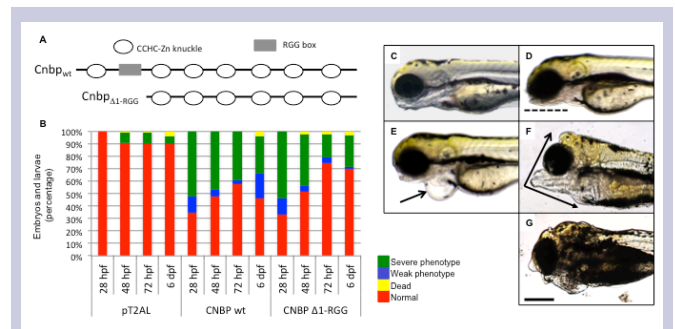 A
CCHC-Zn knuckle
RGG box
Cnbpwt
CnbpΔ1-RGG
B
Embryos and larvae
(percentage)
100%
90%
80%
70%
60%
50%
40%
30%
20%
10%
0%
28 hpf
48 hpf
72 hpf
6 dpf
28 hpf
48 hpf
72 hpf
6 dpf
28 hpf
48 hpf
72 hpf
6 dpf
pT2AL
CNBP wt
CNBP Δ1-RGG
Severe phenotype
Weak phenotype
Dead
Normal
C
D
E
F
G